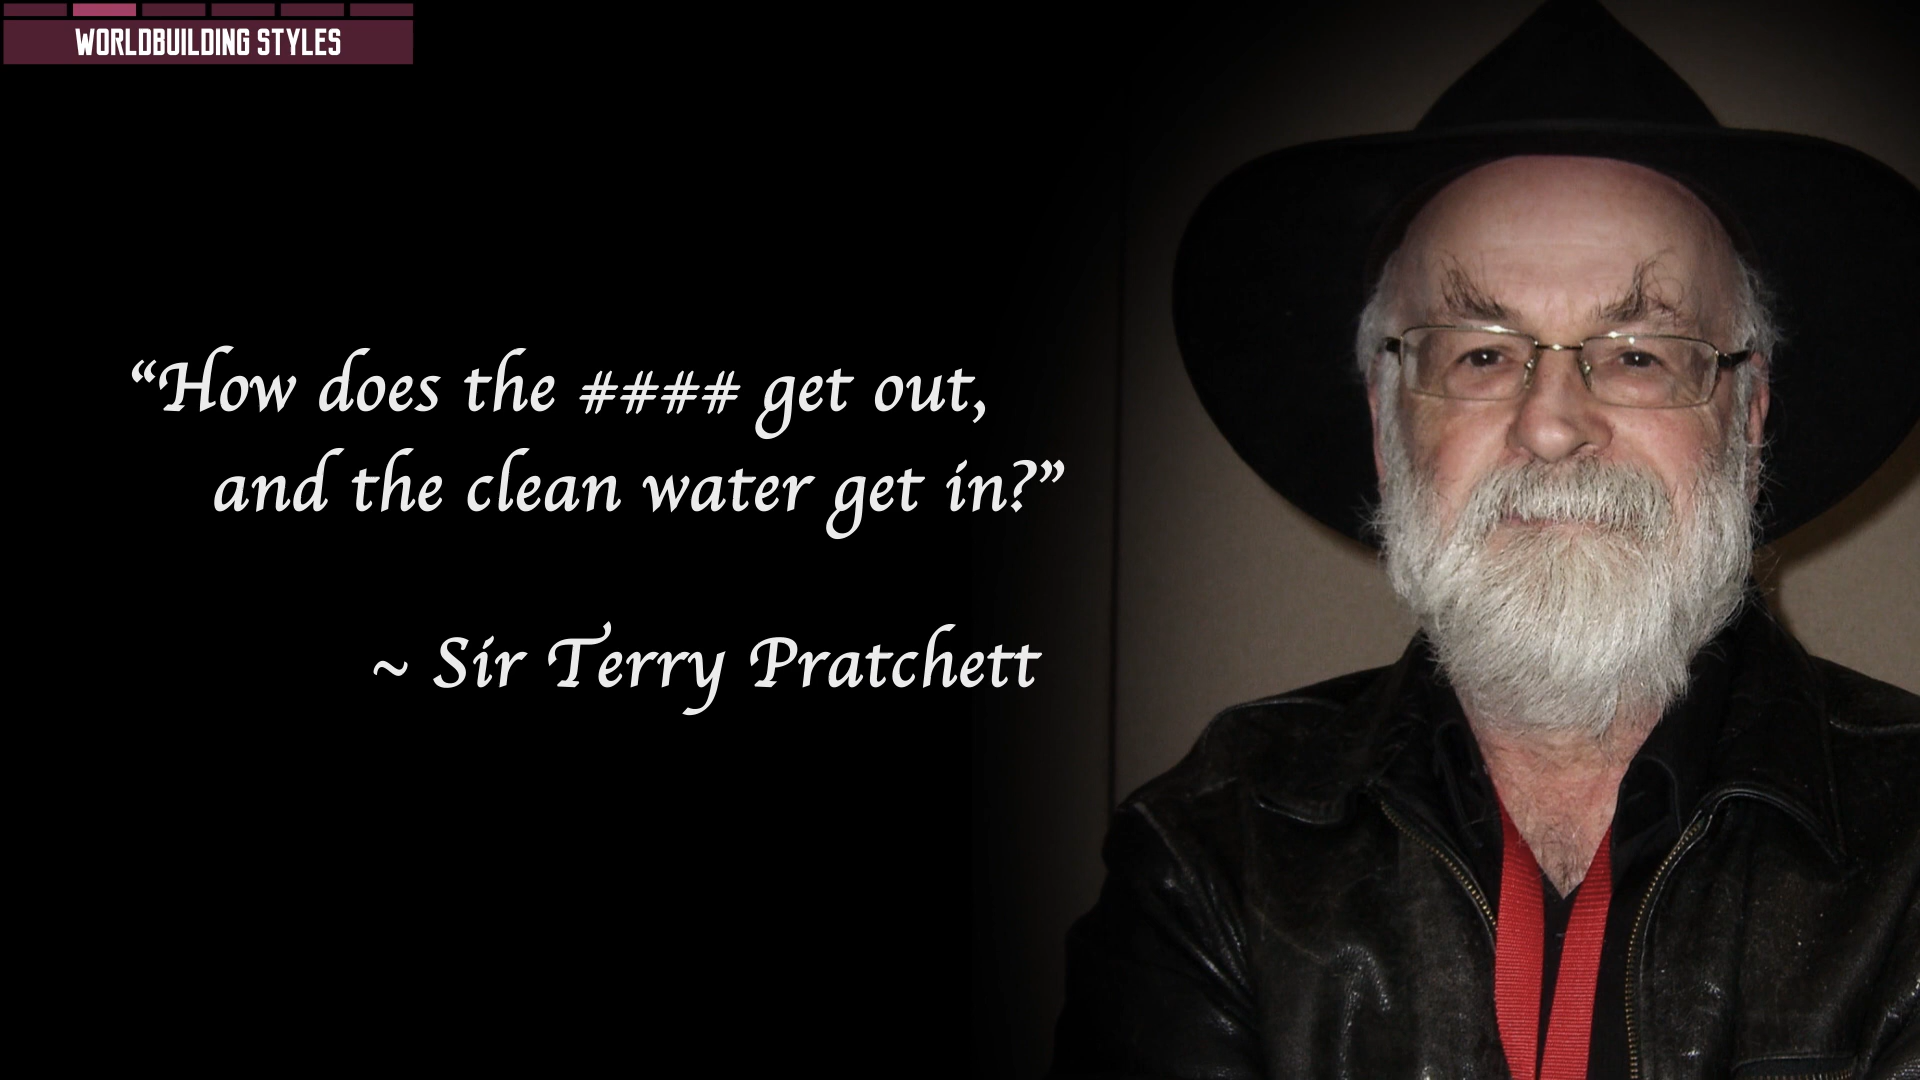 WORLDBUILDING STYLES
“How does the #### get out,
and the clean water get in?”
~ Sir Terry Pratchett